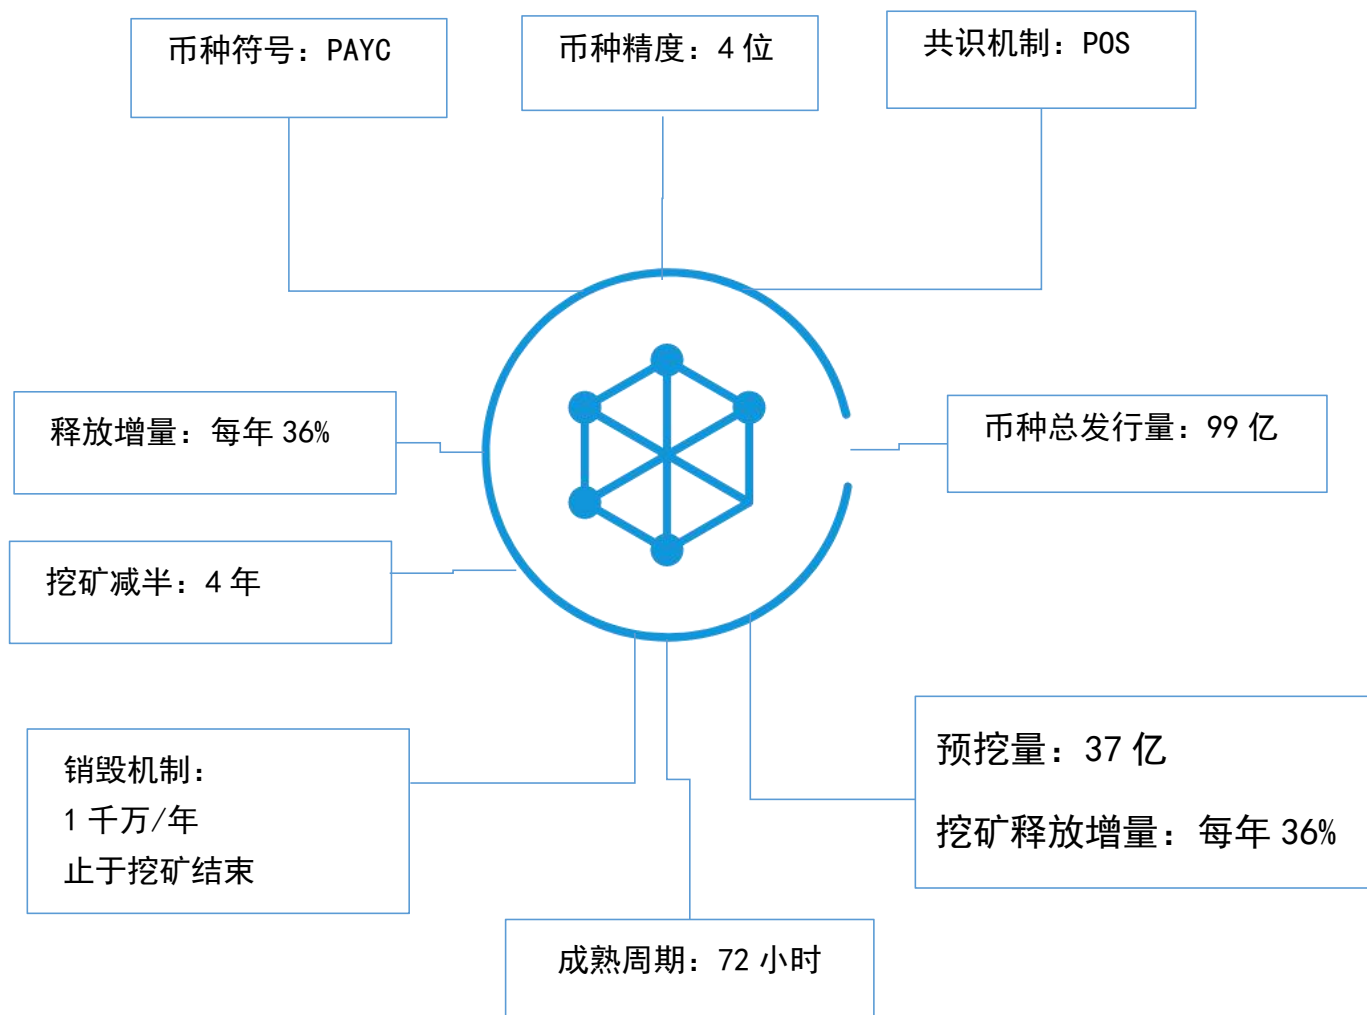 币种符号：PAYC
币种精度：4 位
共识机制：POS
释放增量：每年 36%
币种总发行量：99 亿
挖矿减半：4 年
销毁机制：
1 千万/年
止于挖矿结束
预挖量：37 亿
挖矿释放增量：每年 36%
成熟周期：72 小时